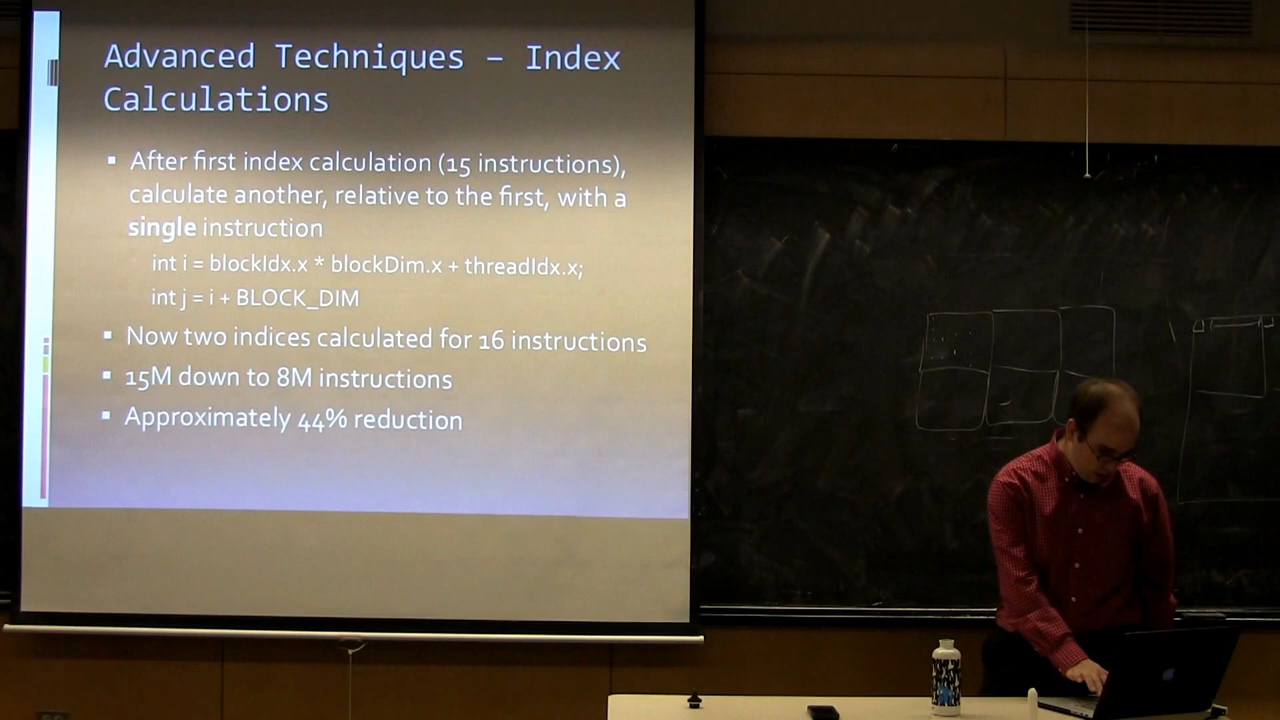 Advanced Techniques – Index
Calculations
▪ After first index calculation (15 instructions),
calculate another, relative to the first, with a
single instruction
int i = blockIdx.x * blockDim.x + threadIdx.x;
int j = i + BLOCK_DIM
▪ Now two indices calculated for 16 instructions
▪ 15M down to 8M instructions
▪ Approximately 44% reduction